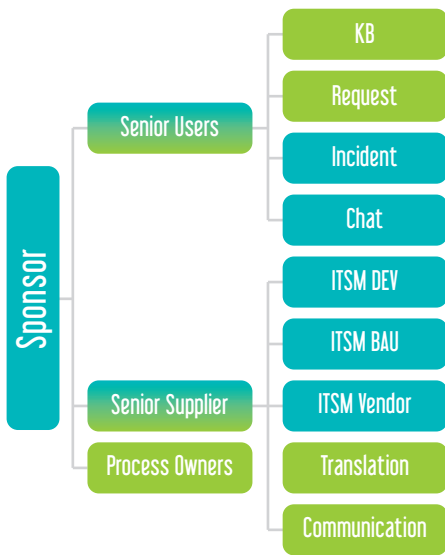 Sponsor
Senior Users
KB
Request
Incident
Chat
Senior Supplier
ITSM DEV
ITSM BAU
ITSM Vendor
Translation
Communication
Process Owners